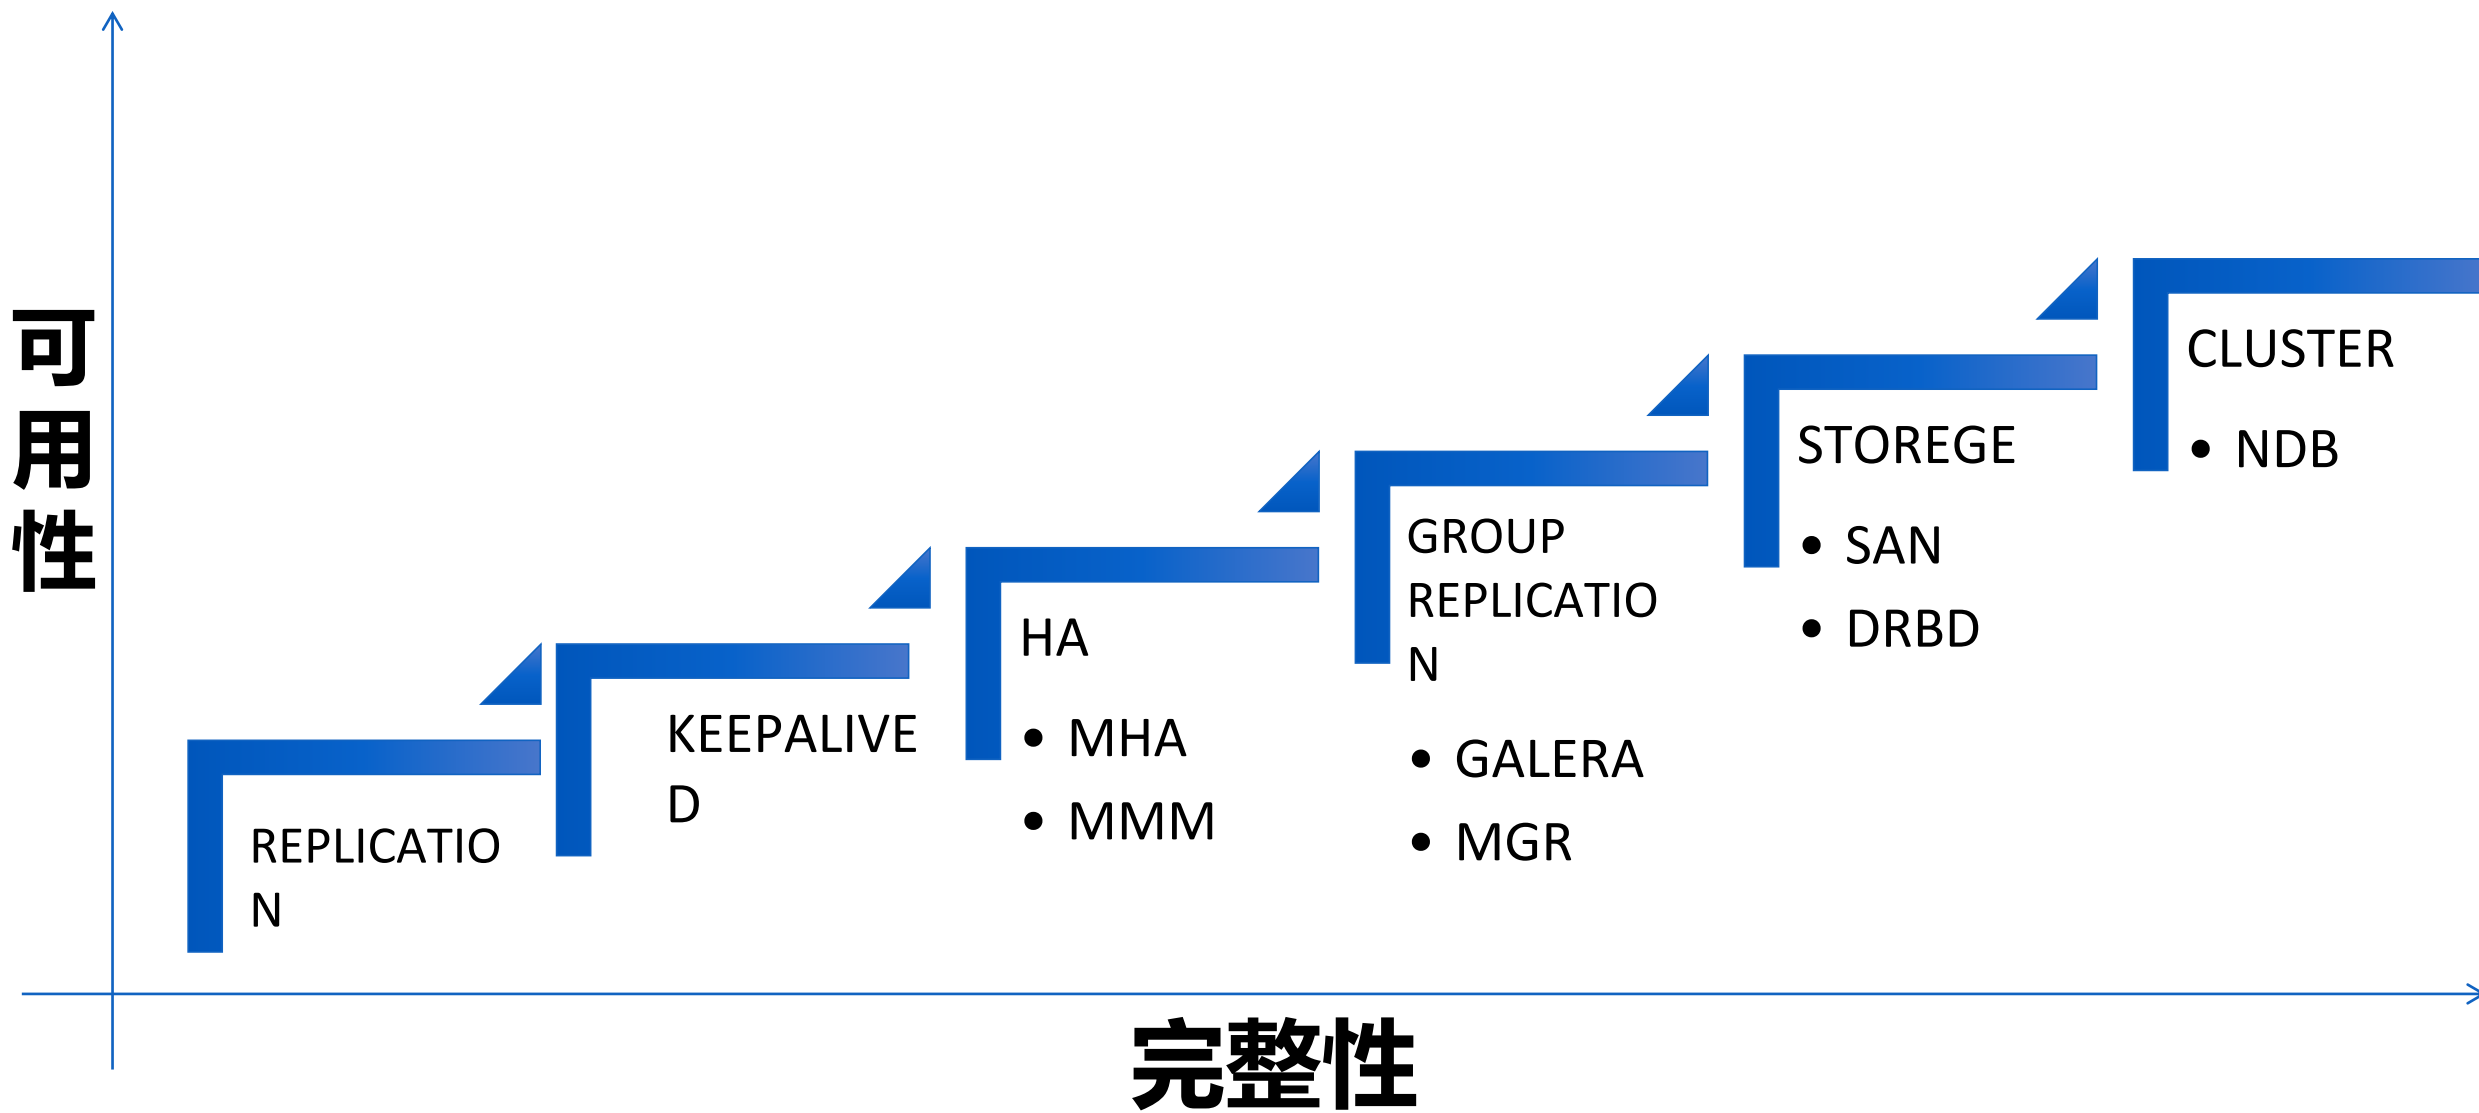 可
用
性
REPLICATIO
N
KEEPALIVE
D
HA
• MHA
• MMM
GROUP
REPLICATIO
N
• GALERA
• MGR
STOREGE
• SAN
• DRBD
CLUSTER
• NDB
完整性